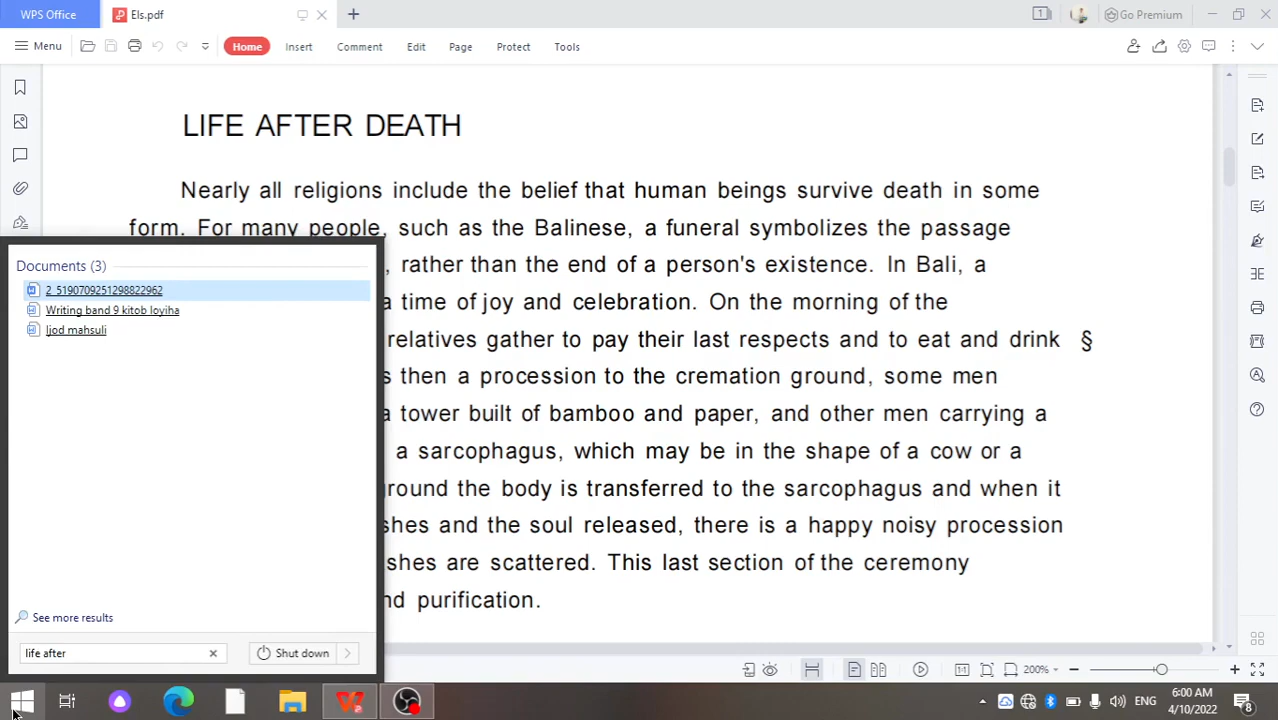 WPS Office
Els.pdf
Go Premium
Menu
Home
Insert
Comment
Edit
Page
Protect
Tools
LIFE AFTER DEATH
Nearly all religions include the belief that human beings survive death in some
form. For many people, such as the Balinese, a funeral symbolizes the passage
, rather than the end of a person's existence. In Bali, a
a time of joy and celebration. On the morning of the
relatives gather to pay their last respects and to eat and drink §
s then a procession to the cremation ground, some men
a tower built of bamboo and paper, and other men carrying a
a sarcophagus, which may be in the shape of a cow or a
round the body is transferred to the sarcophagus and when it
shes and the soul released, there is a happy noisy procession
shes are scattered. This last section of the ceremony
nd purification.
Documents (3)
2_5190709251298822962
Writing band 9 kitob loyiha
Ijod mahsuli
See more results
life after
Shut down
200%
ENG
6:00 AM
4/10/2022
8